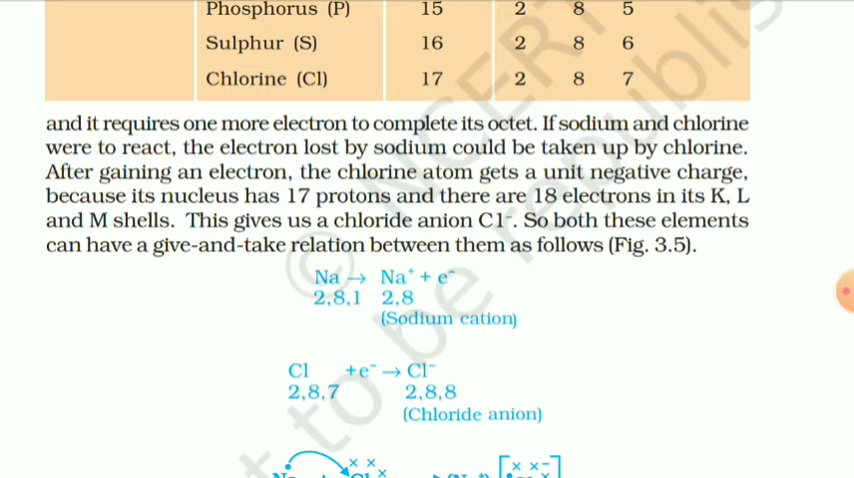 Phosphorus (P) 15 2 8 5
Sulphur (S) 16 2 8 6
Chlorine (Cl) 17 2 8 7
and it requires one more electron to complete its octet. If sodium and chlorine
were to react, the electron lost by sodium could be taken up by chlorine.
After gaining an electron, the chlorine atom gets a unit negative charge,
because its nucleus has 17 protons and there are 18 electrons in its K, L
and M shells. This gives us a chloride anion C1⁻. So both these elements
can have a give-and-take relation between them as follows (Fig. 3.5).
Na → Na⁺ + e⁻
2,8,1 2,8
(Sodium cation)
Cl +e⁻ → Cl⁻
2,8,7 2,8,8
(Chloride anion)
© NCERT
not to be republis